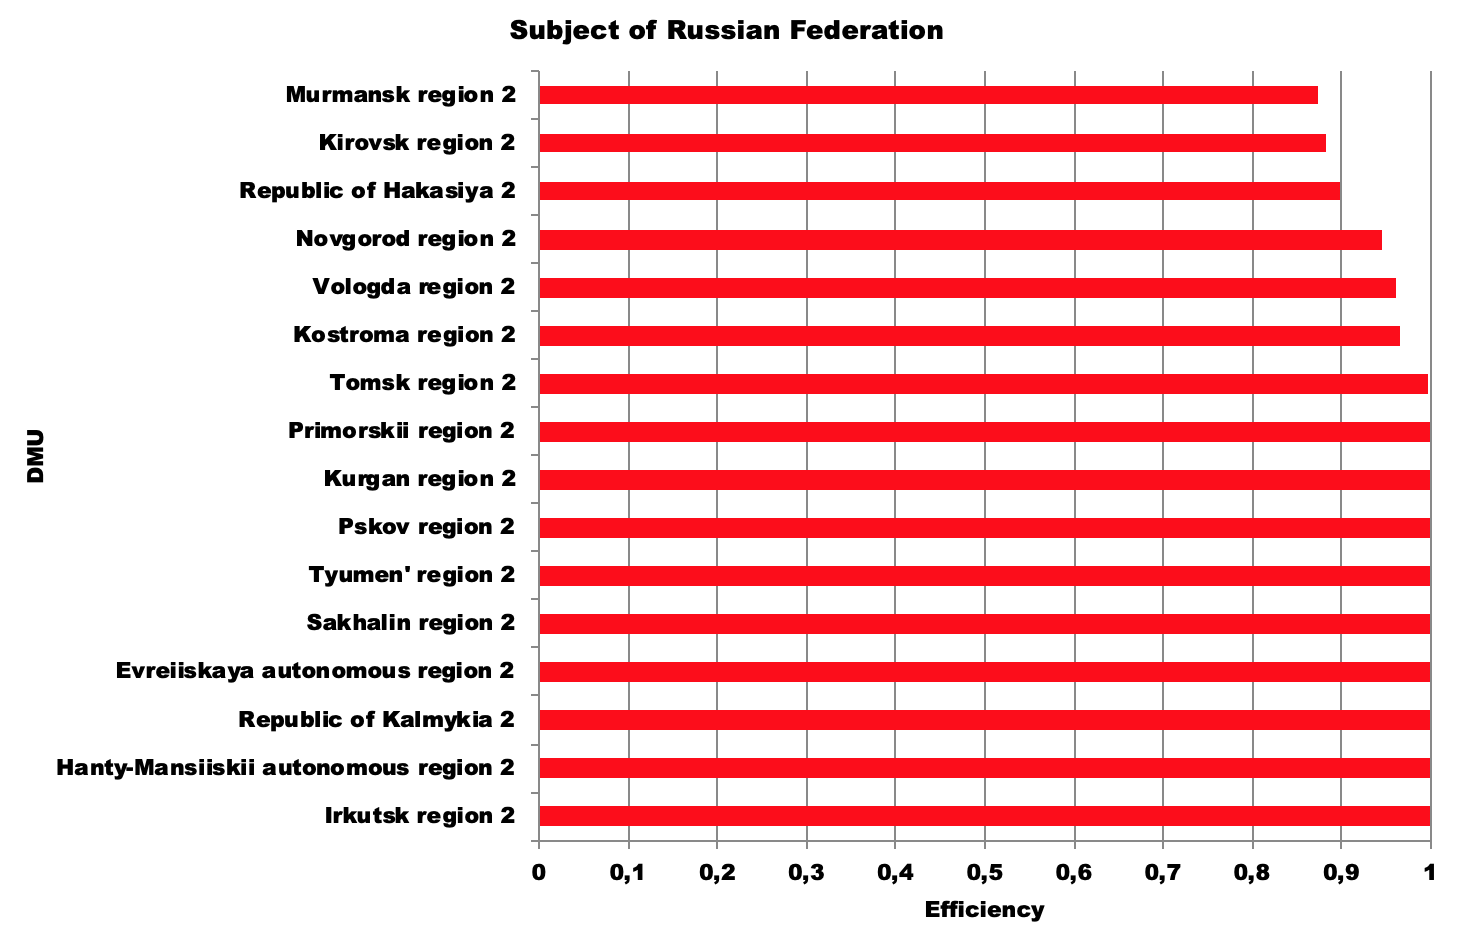 Subject of Russian Federation
Murmansk region 2
Kirovsk region 2
Republic of Hakasiya 2
Novgorod region 2
Vologda region 2
Kostroma region 2
Tomsk region 2
Primorskii region 2
Kurgan region 2
Pskov region 2
Tyumen' region 2
Sakhalin region 2
Evreiiskaya autonomous region 2
Republic of Kalmykia 2
Hanty-Mansiiskii autonomous region 2
Irkutsk region 2
DMU
0 0,1 0,2 0,3 0,4 0,5 0,6 0,7 0,8 0,9 1
Efficiency